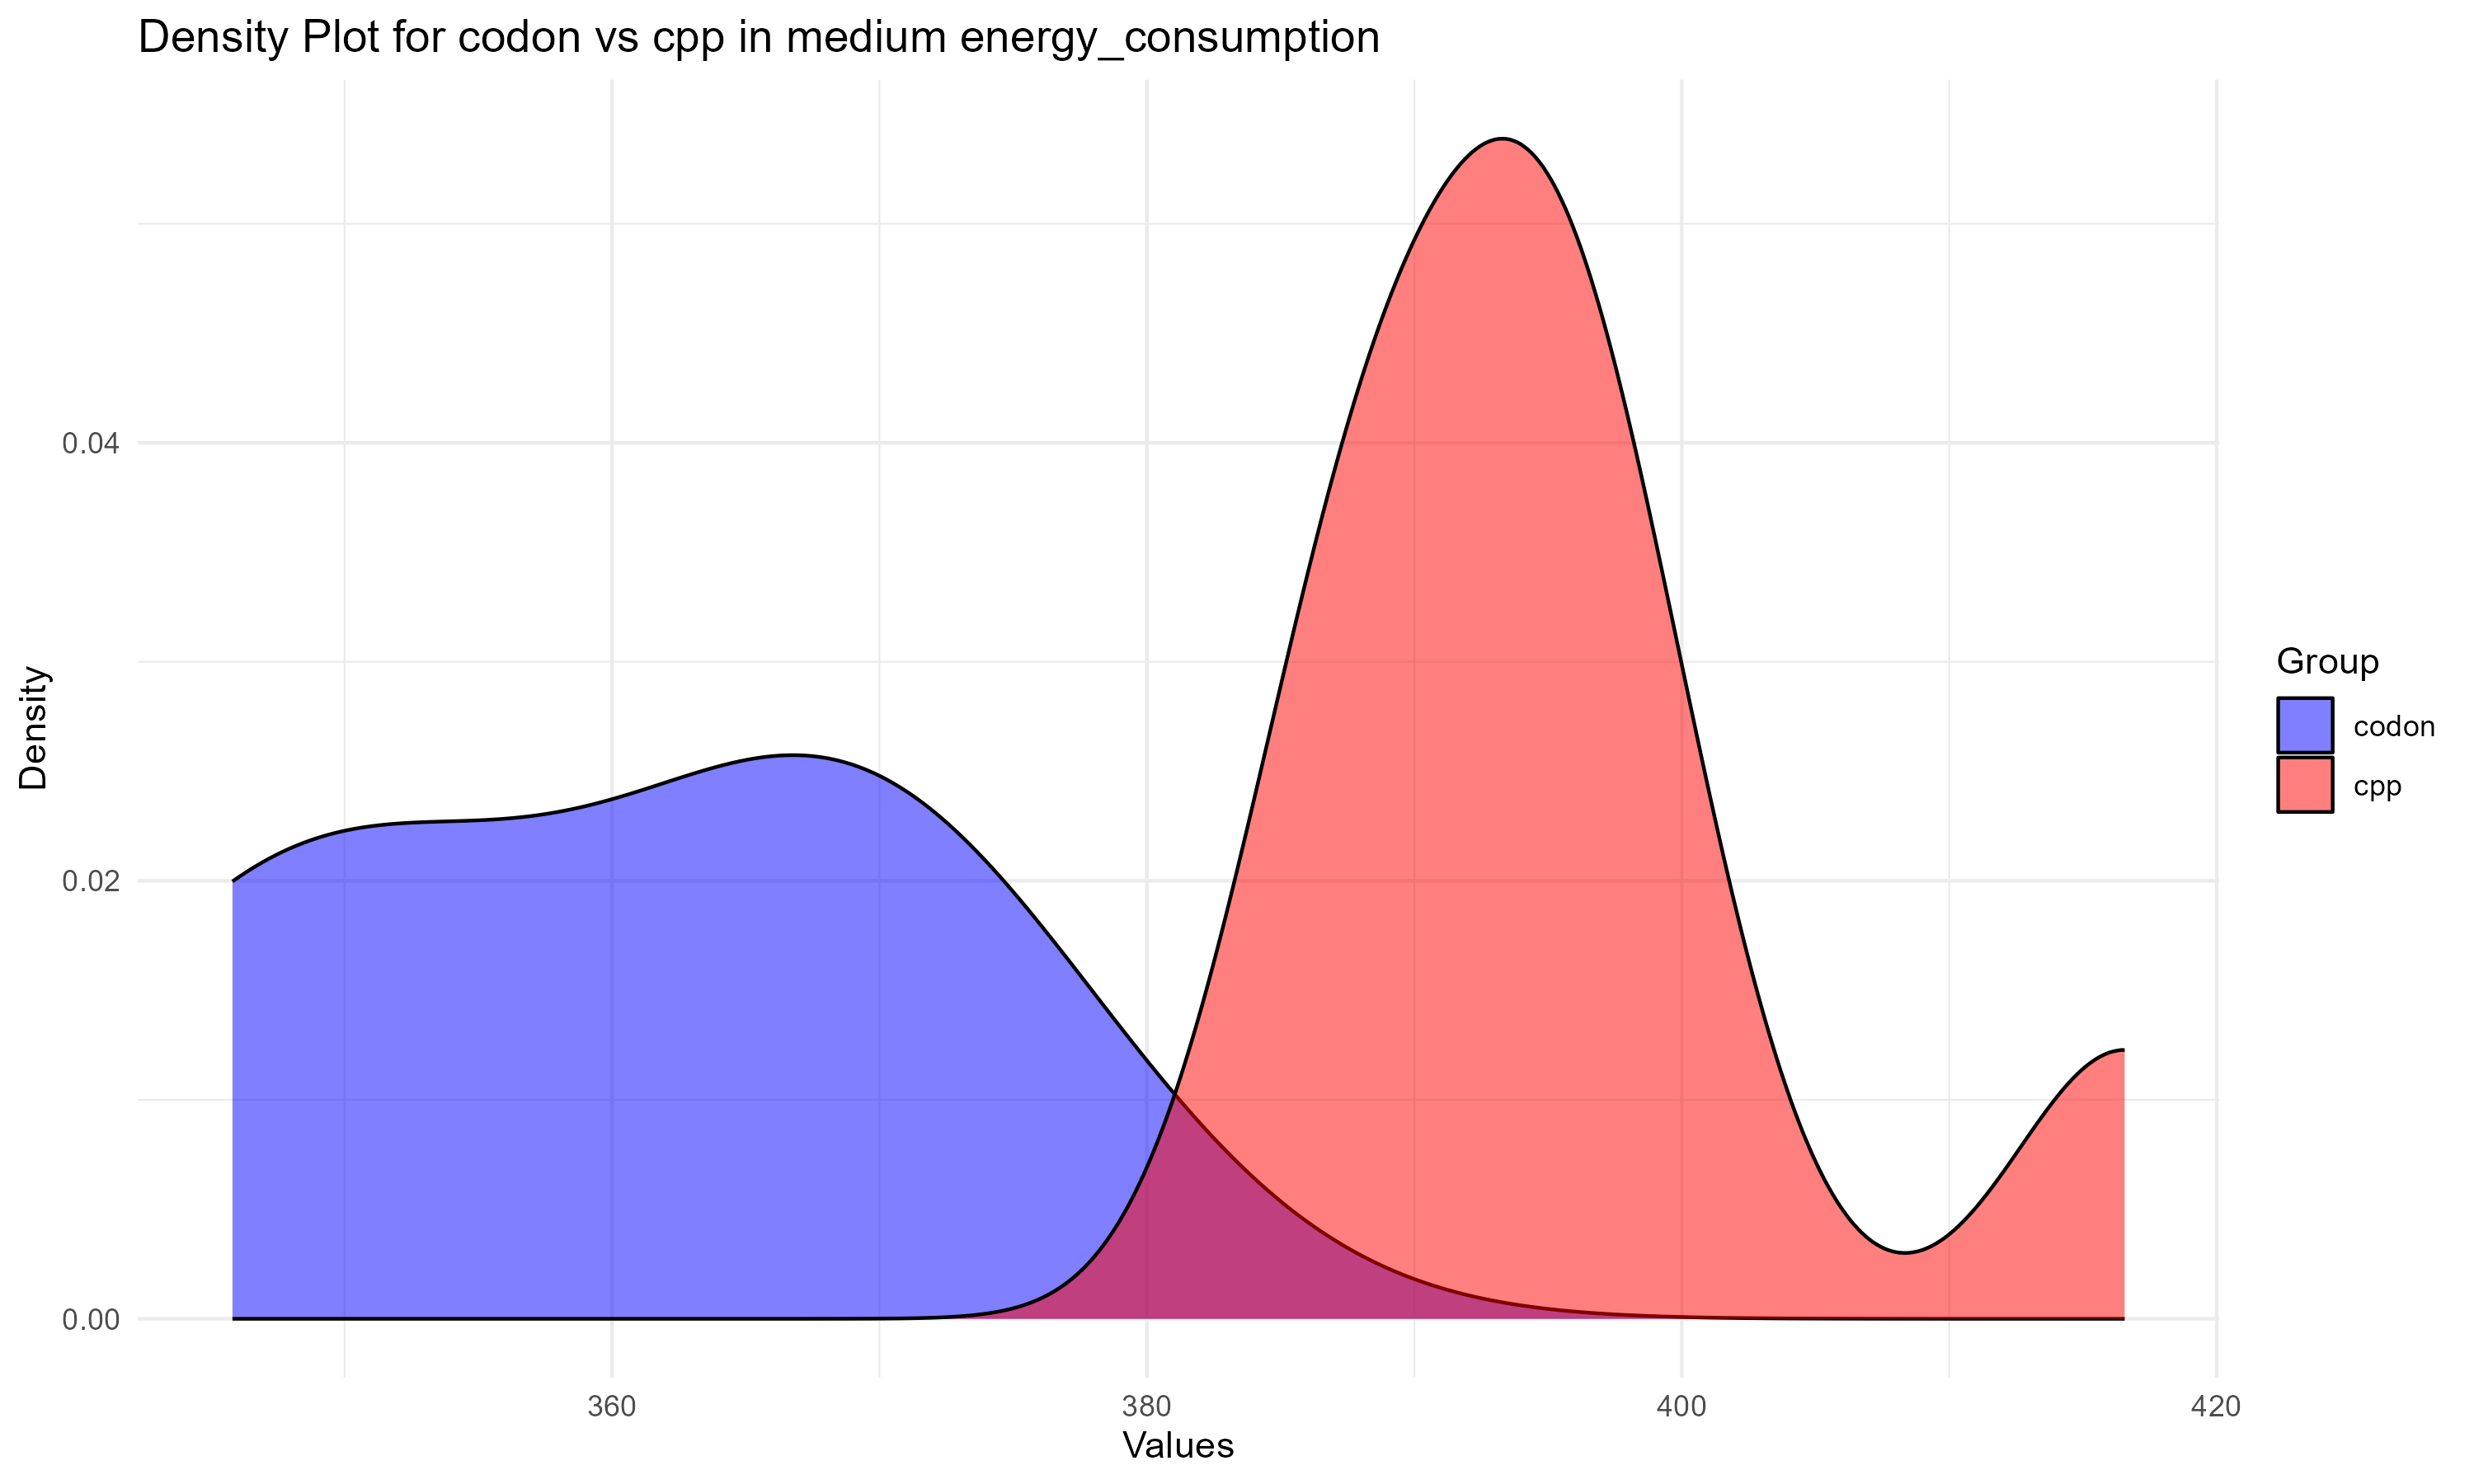 Density Plot for codon vs cpp in medium energy_consumption
Density
0.04
0.02
0.00
360
380
400
420
Values
Group
codon
cpp